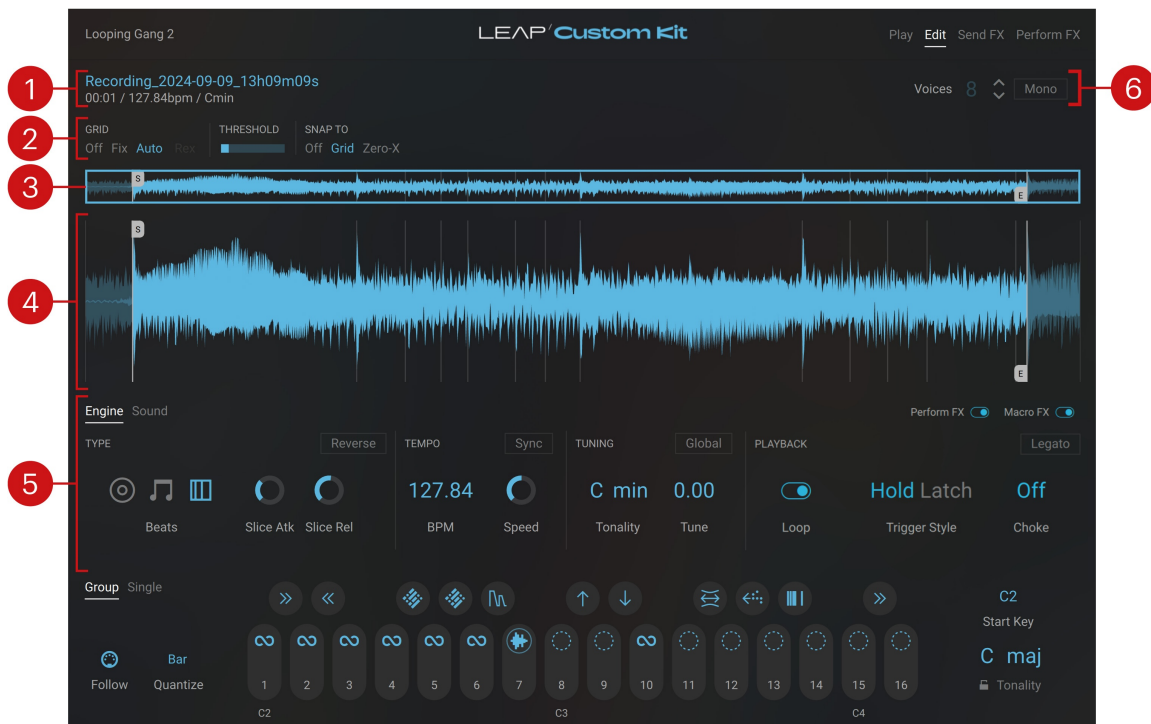 Looping Gang 2
LEAP/ Custom Kit
Play Edit Send FX Perform FX
1
Recording_2024-09-09_13h09m09s
00:01 / 127.84bpm / Cmin
Voices 8 Mono
6
2
GRID THRESHOLD SNAP TO
Off Fix Auto Rex Off Grid Zero-X
3
S
E
4
S
E
5
Engine Sound
Perform FX Macro FX
TYPE Reverse TEMPO Sync TUNING Global PLAYBACK Legato
127.84 C min 0.00 Hold Latch Off
Beats Slice Atk Slice Rel BPM Speed Tonality Tune Loop Trigger Style Choke
Group Single
C2
Start Key
Bar
C maj
Follow Quantize
1 2 3 4 5 6 7 8 9 10 11 12 13 14 15 16
Tonality
C2 C3 C4